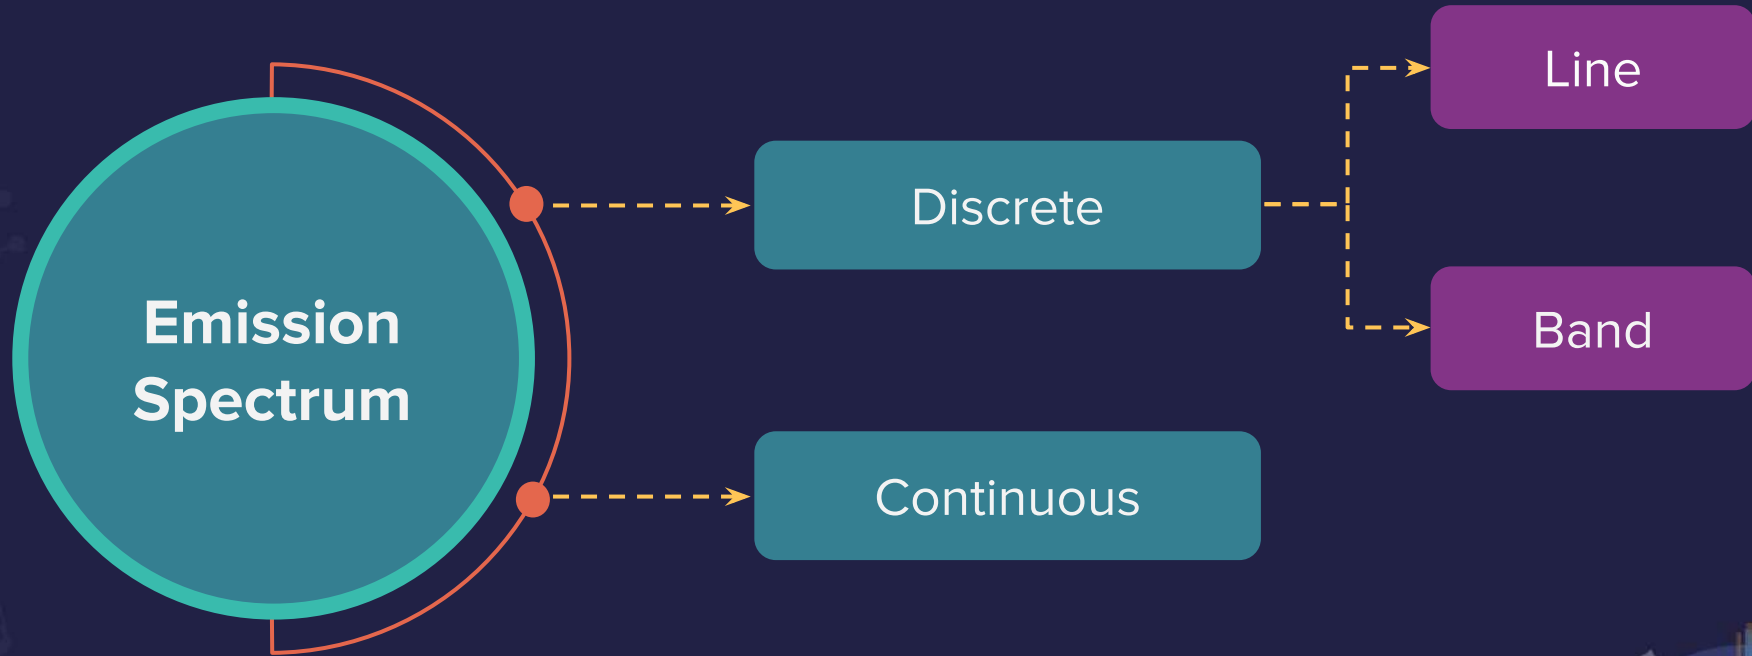 Emission
Spectrum
Discrete
Continuous
Line
Band